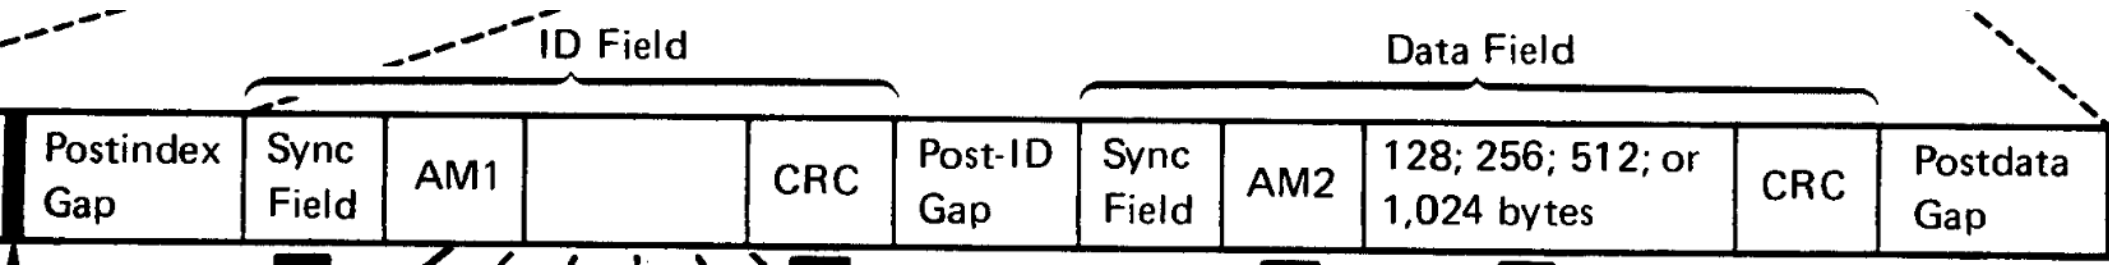 ID Field
Data Field
Postindex
Gap
Sync
Field
AM1
CRC
Post-ID
Gap
Sync
Field
AM2
128; 256; 512; or
1,024 bytes
CRC
Postdata
Gap